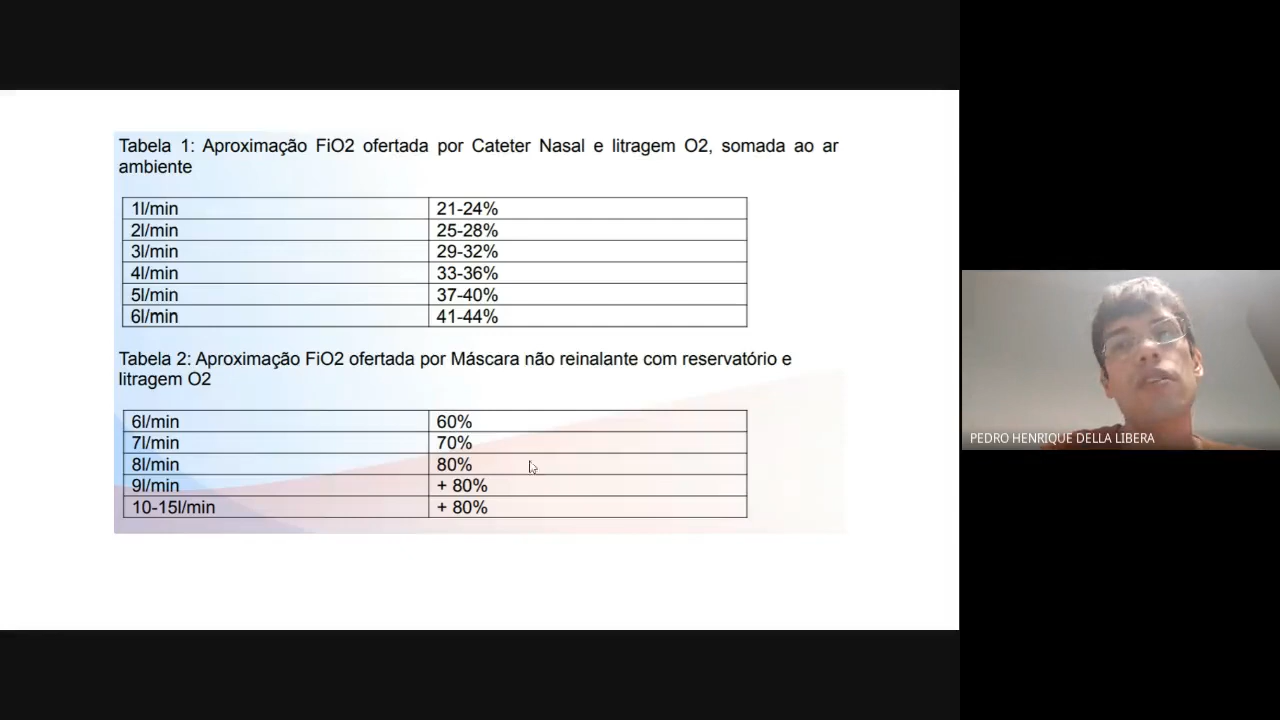 Tabela 1: Aproximação FiO2 ofertada por Cateter Nasal e litragem O2, somada ao ar
ambiente
1l/min 21-24%
2l/min 25-28%
3l/min 29-32%
4l/min 33-36%
5l/min 37-40%
6l/min 41-44%
Tabela 2: Aproximação FiO2 ofertada por Máscara não reinalante com reservatório e
litragem O2
6l/min 60%
7l/min 70%
8l/min 80%
9l/min + 80%
10-15l/min + 80%
PEDRO HENRIQUE DELLA LIBERA